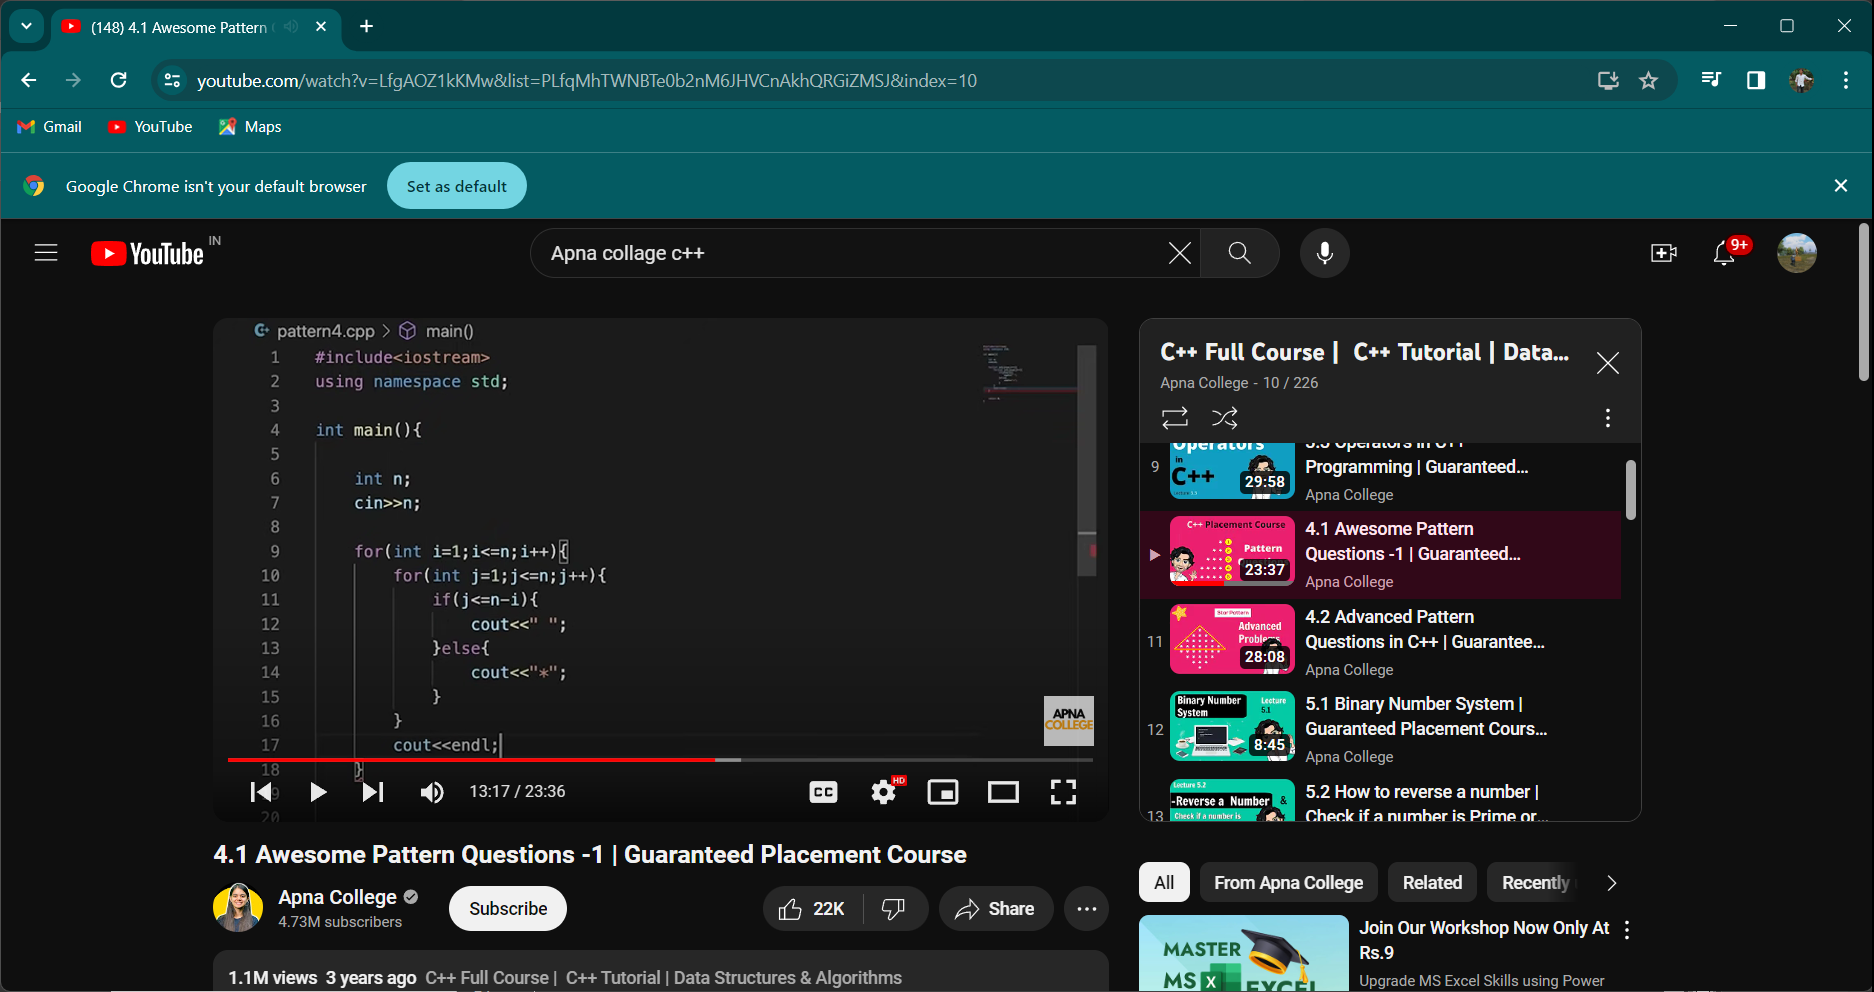 (148) 4.1 Awesome Pattern
youtube.com/watch?v=LfgAOZ1kKMw&list=PLfqMhTWNBTe0b2nM6JHVCnAkhQRGiZMSJ&index=10
Gmail YouTube Maps
Google Chrome isn't your default browser Set as default
YouTube IN
Apna collage c++
9+
pattern4.cpp > main()
1 #include<iostream>
2 using namespace std;
3
4 int main(){
5
6 int n;
7 cin>>n;
8
9 for(int i=1;i<=n;i++){
10 for(int j=1;j<=n;j++){
11 if(j<=n-i){
12 cout<<" ";
13 }else{
14 cout<<"*";
15 }
16 }
17 cout<<endl;
18 }
20
APNA
COLLEGE
13:17 / 23:36
CC
HD
4.1 Awesome Pattern Questions -1 | Guaranteed Placement Course
Apna College
4.73M subscribers
Subscribe
22K
Share
1.1M views 3 years ago C++ Full Course | C++ Tutorial | Data Structures & Algorithms
C++ Full Course | C++ Tutorial | Data...
Apna College - 10 / 226
9
Operators
in
C++
29:58
3.3 Operators in C++
Programming | Guaranteed...
Apna College
C++ Placement Course
Pattern
23:37
4.1 Awesome Pattern
Questions -1 | Guaranteed...
Apna College
11
Star Pattern
Advanced
Problems
28:08
4.2 Advanced Pattern
Questions in C++ | Guarantee...
Apna College
12
Binary Number
System
Lecture
5.1
8:45
5.1 Binary Number System |
Guaranteed Placement Cours...
Apna College
13
Lecture 5.2
-Reverse a Number &
Check if a number is
5.2 How to reverse a number |
Check if a number is Prime or...
All From Apna College Related Recently
MASTER
MS EXCEL
Join Our Workshop Now Only At
Rs.9
Upgrade MS Excel Skills using Power